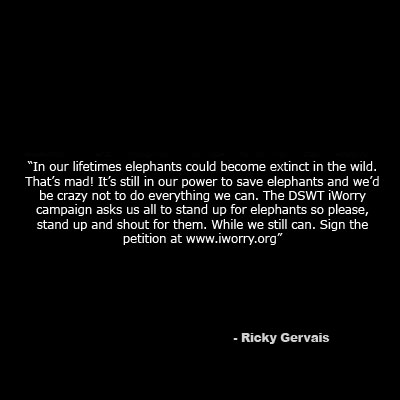 “In our lifetimes elephants could become extinct in the wild.
That’s mad! It’s still in our power to save elephants and we’d
be crazy not to do everything we can. The DSWT iWorry
campaign asks us all to stand up for elephants so please,
stand up and shout for them. While we still can. Sign the
petition at www.iworry.org”
- Ricky Gervais